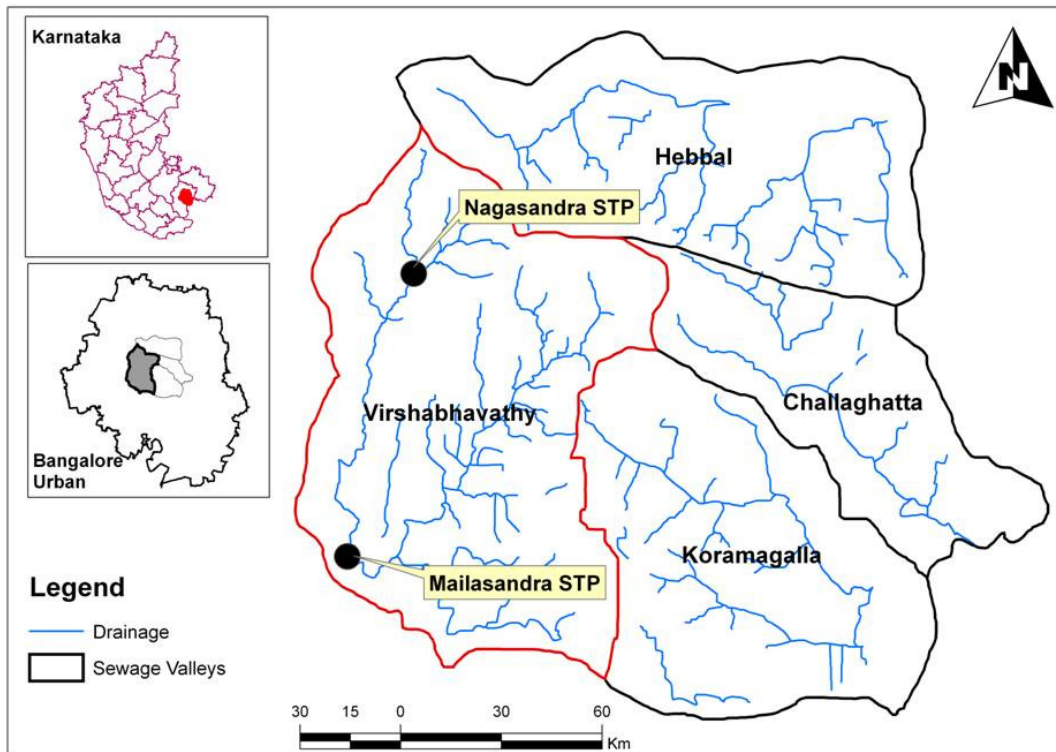 Karnataka
Bangalore
Urban
Legend
Drainage
Sewage Valleys
N
Hebbal
Nagasandra STP
Virshabhavathy
Challaghatta
Koramagalla
Mailasandra STP
30 15 0 30 60
Km